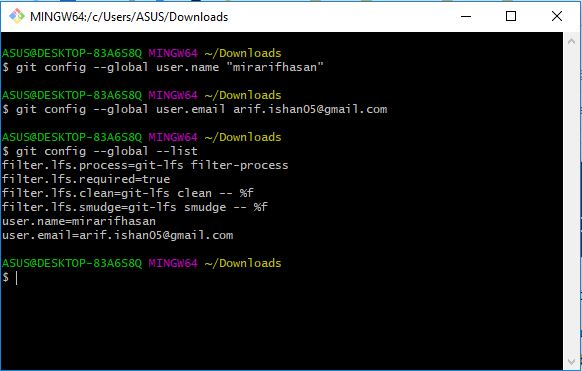 MINGW64:/c/Users/ASUS/Downloads
ASUS@DESKTOP-83A6S8Q MINGW64 ~/Downloads
$ git config --global user.name "mirarifhasan"
ASUS@DESKTOP-83A6S8Q MINGW64 ~/Downloads
$ git config --global user.email arif.ishan05@gmail.com
ASUS@DESKTOP-83A6S8Q MINGW64 ~/Downloads
$ git config --global --list
filter.lfs.process=git-lfs filter-process
filter.lfs.required=true
filter.lfs.clean=git-lfs clean -- %f
filter.lfs.smudge=git-lfs smudge -- %f
user.name=mirarifhasan
user.email=arif.ishan05@gmail.com
ASUS@DESKTOP-83A6S8Q MINGW64 ~/Downloads
$